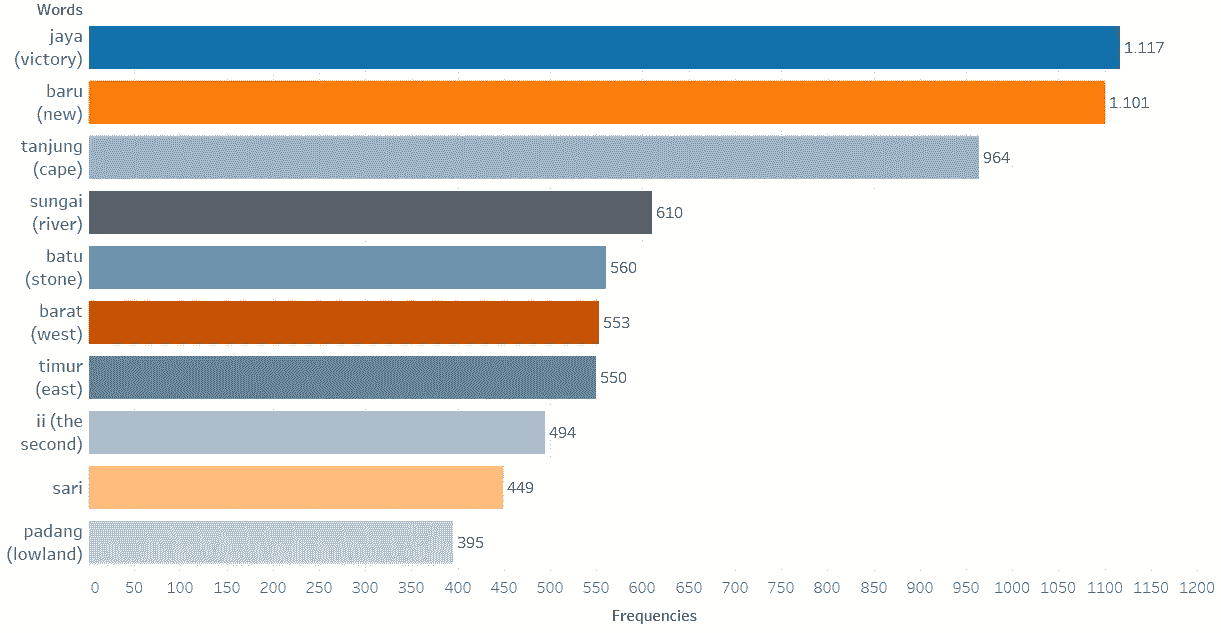 Words
jaya
(victory)
1.117
baru
(new)
1.101
tanjung
(cape)
964
sungai
(river)
610
batu
(stone)
560
barat
(west)
553
timur
(east)
550
ii (the
second)
494
sari
449
padang
(lowland)
395
0 50 100 150 200 250 300 350 400 450 500 550 600 650 700 750 800 850 900 950 1000 1050 1100 1150 1200
Frequencies